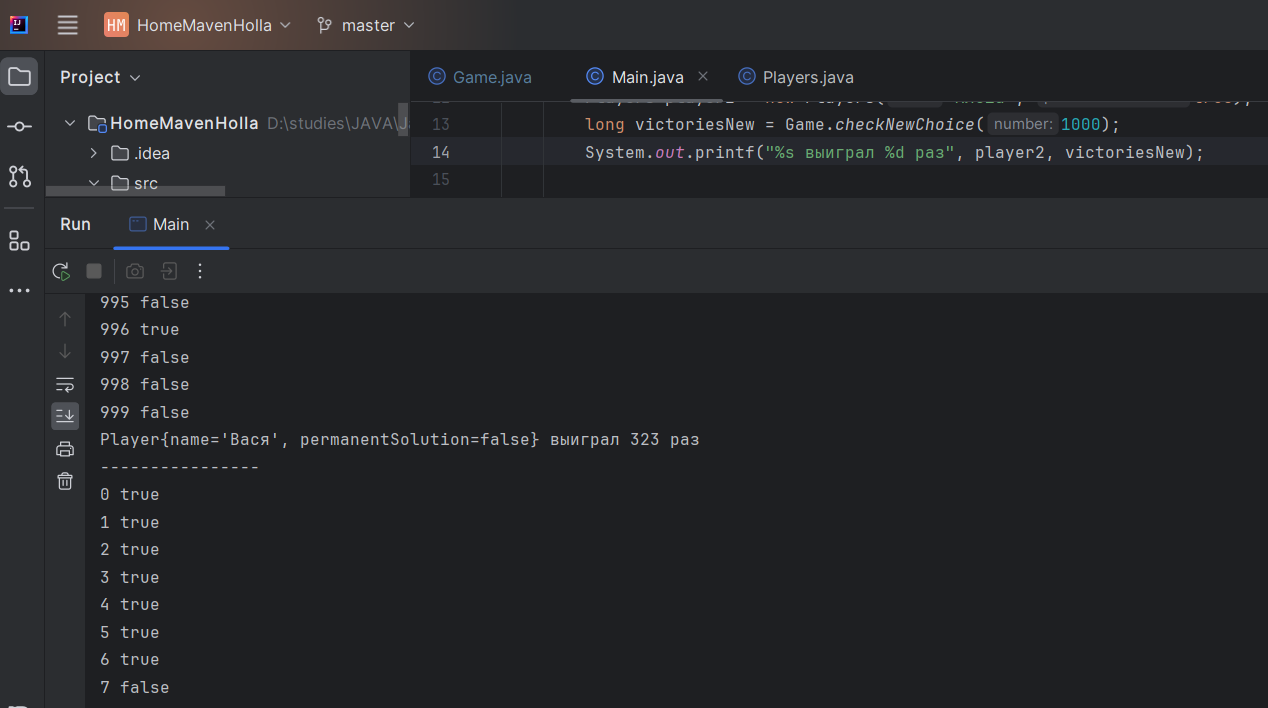 HM HomeMavenHolla master
Project
Game.java Main.java Players.java
HomeMavenHolla D:\studies\JAVA\J
.idea
src
13 long victoriesNew = Game.checkNewChoice( number: 1000);
14 System.out.printf("%s выиграл %d раз", player2, victoriesNew);
15
Run Main
995 false
996 true
997 false
998 false
999 false
Player{name='Вася', permanentSolution=false} выиграл 323 раз
----------------
0 true
1 true
2 true
3 true
4 true
5 true
6 true
7 false